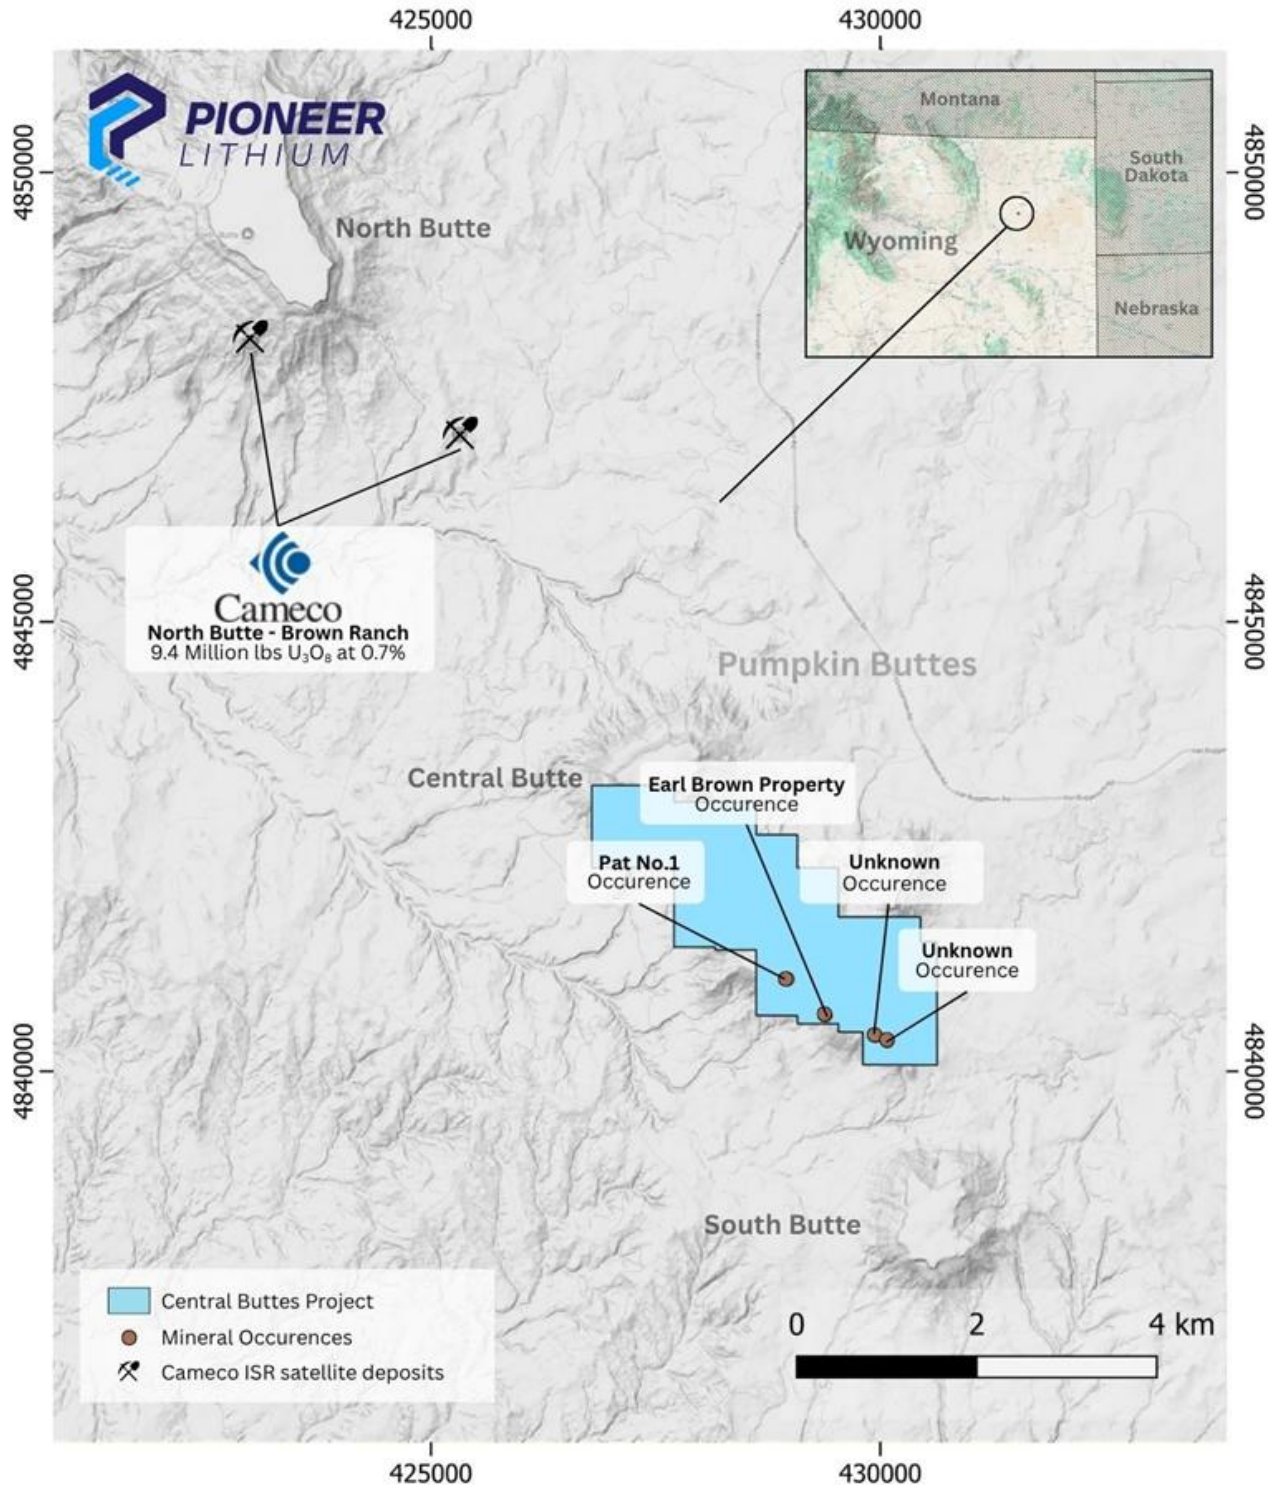 425000
430000
PIONEER
LITHIUM
4850000
4850000
Montana
South
Dakota
Wyoming
Nebraska
North Butte
Cameco
North Butte - Brown Ranch
9.4 Million lbs U₃O₈ at 0.7%
4845000
4845000
Pumpkin Buttes
Central Butte
Earl Brown Property
Occurence
Pat No.1
Occurence
Unknown
Occurence
Unknown
Occurence
4840000
4840000
South Butte
Central Buttes Project
Mineral Occurences
Cameco ISR satellite deposits
0
2
4 km
425000
430000